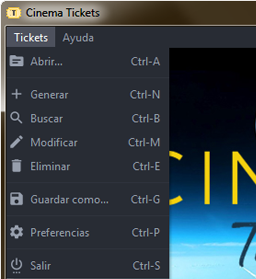 T Cinema Tickets
Tickets Ayuda
Abrir... Ctrl-A
Generar Ctrl-N
Buscar Ctrl-B
Modificar Ctrl-M
Eliminar Ctrl-E
Guardar como... Ctrl-G
Preferencias Ctrl-P
Salir Ctrl-S
CIN